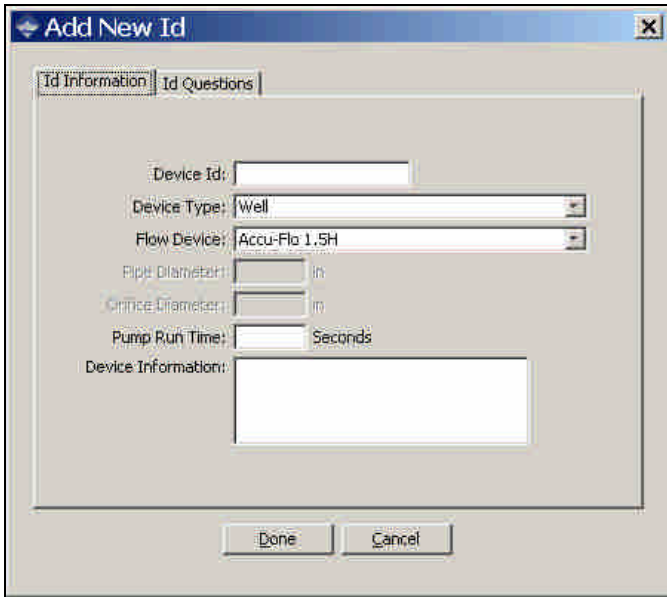 Add New Id
Id Information Id Questions
Device Id:
Device Type: Well
Flow Device: Accu-Flo 1.5H
Pipe Diameter: in
Orifice Diameter: in
Pump Run Time: Seconds
Device Information:
Done Cancel